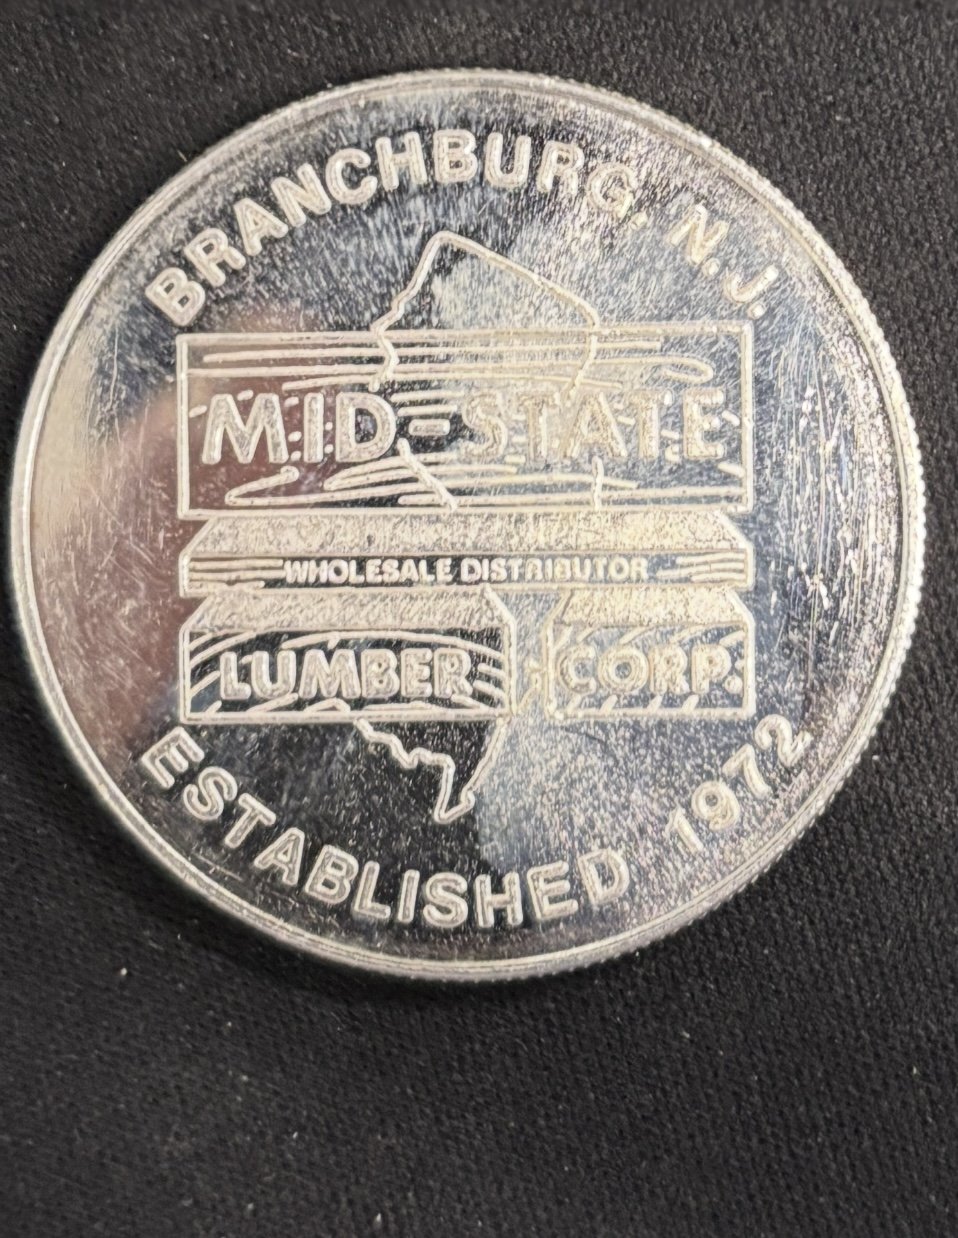 BRANCHBURG, N.J.
MID-STATE
WHOLESALE DISTRIBUTOR
LUMBER CORP.
ESTABLISHED 1972